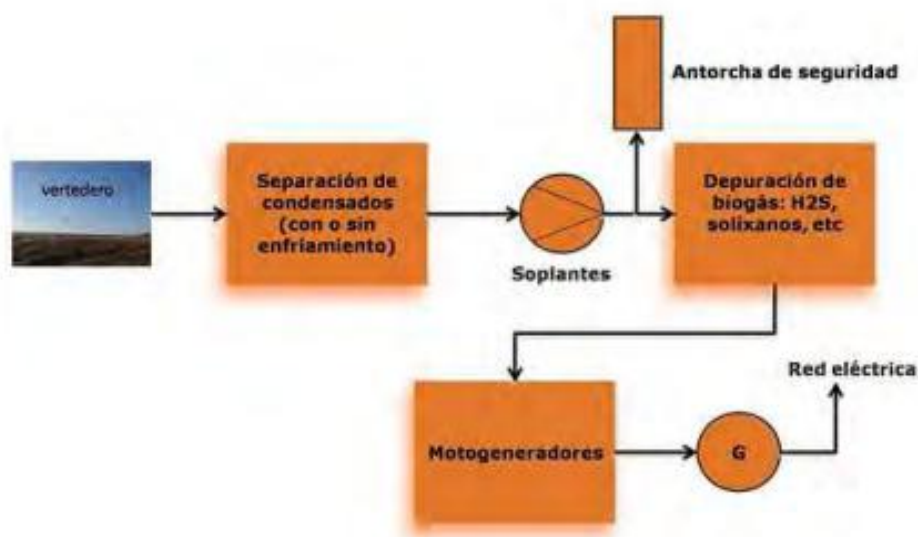 Antorcha de seguridad
vertedero
Separación de
condensados
(con o sin
enfriamiento)
Soplantes
Depuración de
biogás: H2S,
solixanos, etc
Motogeneradores
G
Red eléctrica